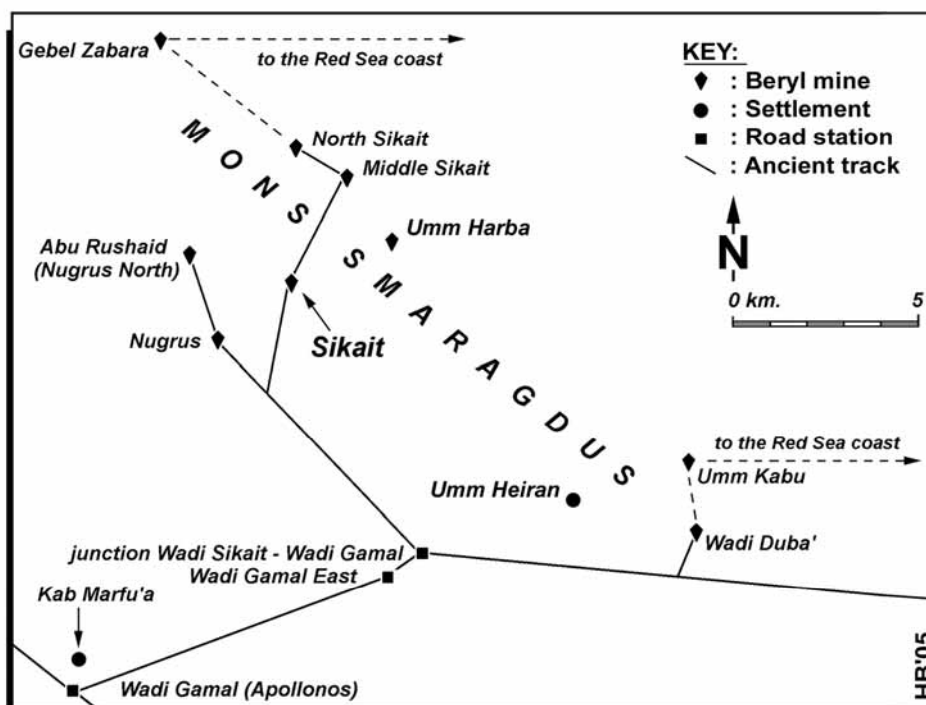 Gebel Zabara
to the Red Sea coast
KEY:
: Beryl mine
: Settlement
: Road station
: Ancient track
North Sikait
Middle Sikait
MONS SMARAGDUS
Umm Harba
N
Abu Rushaid
(Nugrus North)
0 km. 5
Sikait
Nugrus
to the Red Sea coast
Umm Kabu
Umm Heiran
Wadi Duba'
junction Wadi Sikait - Wadi Gamal
Wadi Gamal East
Kab Marfu'a
Wadi Gamal (Apollonos)
HB'05